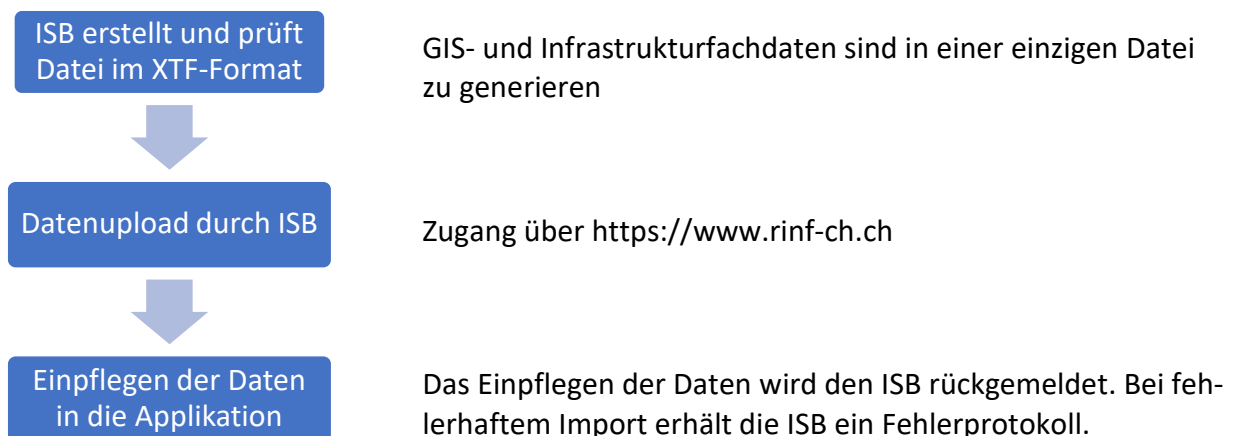 ISB erstellt und prüft
Datei im XTF-Format
GIS- und Infrastrukturfachdaten sind in einer einzigen Datei
zu generieren
Datenupload durch ISB
Zugang über https://www.rinf-ch.ch
Einpflegen der Daten
in die Applikation
Das Einpflegen der Daten wird den ISB rückgemeldet. Bei feh-
lerhaftem Import erhält die ISB ein Fehlerprotokoll.